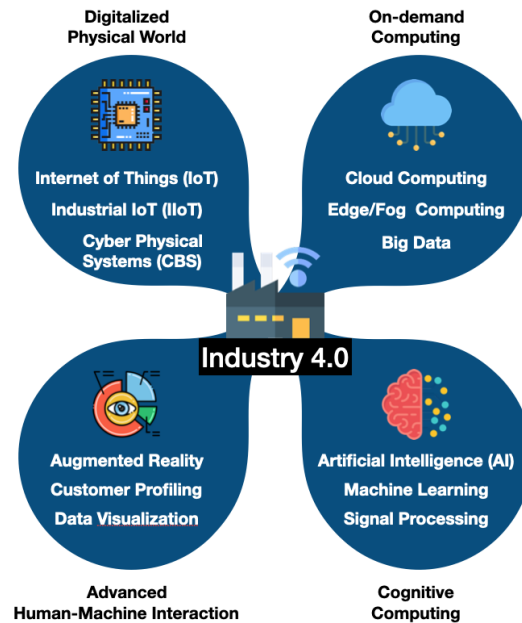 Digitalized
Physical World
On-demand
Computing
Internet of Things (IoT)
Industrial IoT (IIoT)
Cyber Physical
Systems (CBS)
Cloud Computing
Edge/Fog Computing
Big Data
Industry 4.0
Augmented Reality
Customer Profiling
Data Visualization
Artificial Intelligence (AI)
Machine Learning
Signal Processing
Advanced
Human-Machine Interaction
Cognitive
Computing